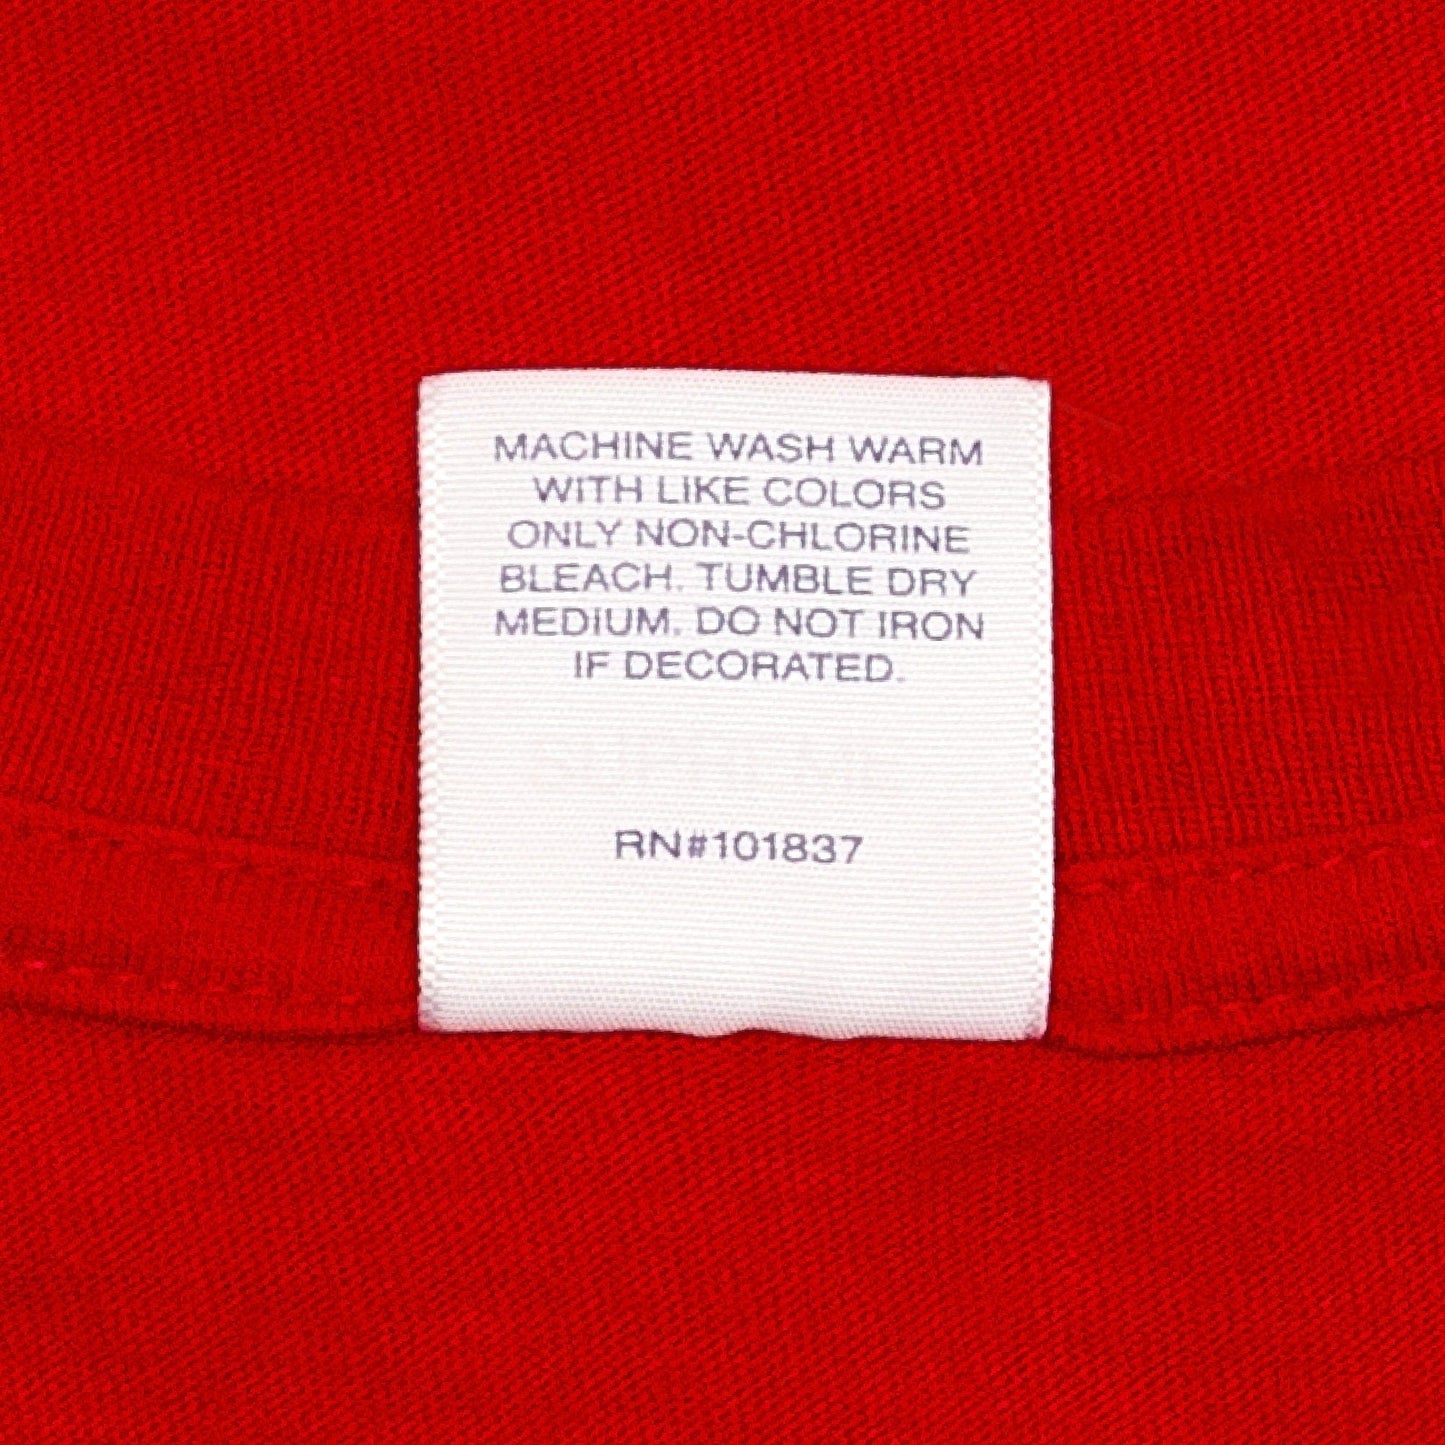 MACHINE WASH WARM
WITH LIKE COLORS
ONLY NON-CHLORINE
BLEACH. TUMBLE DRY
MEDIUM. DO NOT IRON
IF DECORATED.
RN#101837